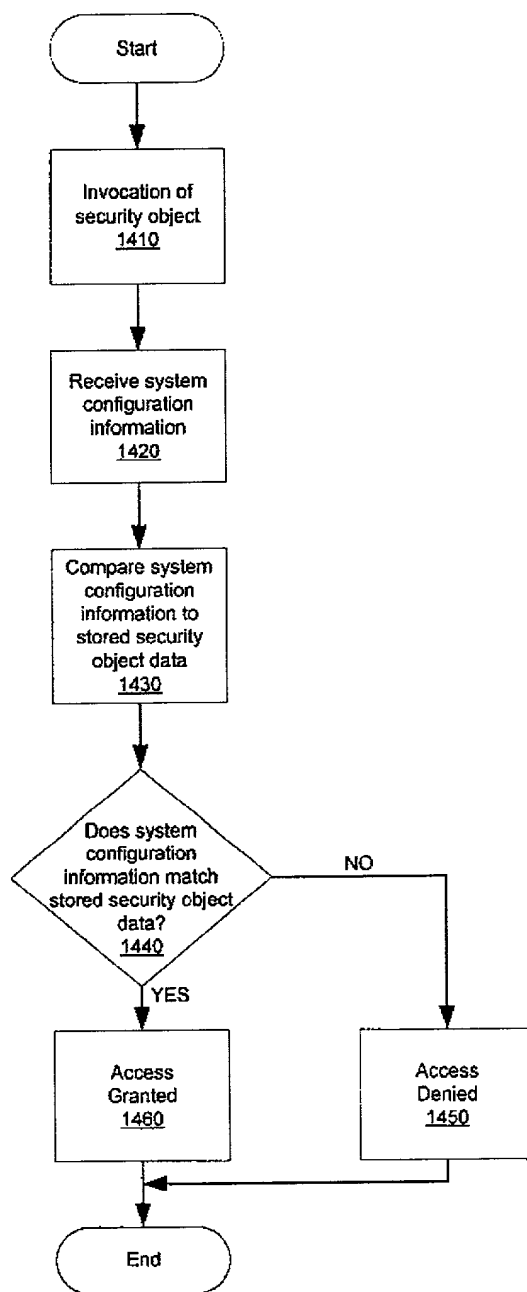 Start
Invocation of
security object
1410
Receive system
configuration
information
1420
Compare system
configuration
information to
stored security
object data
1430
Does system
configuration
information match
stored security object
data?
1440
NO
YES
Access
Granted
1460
Access
Denied
1450
End